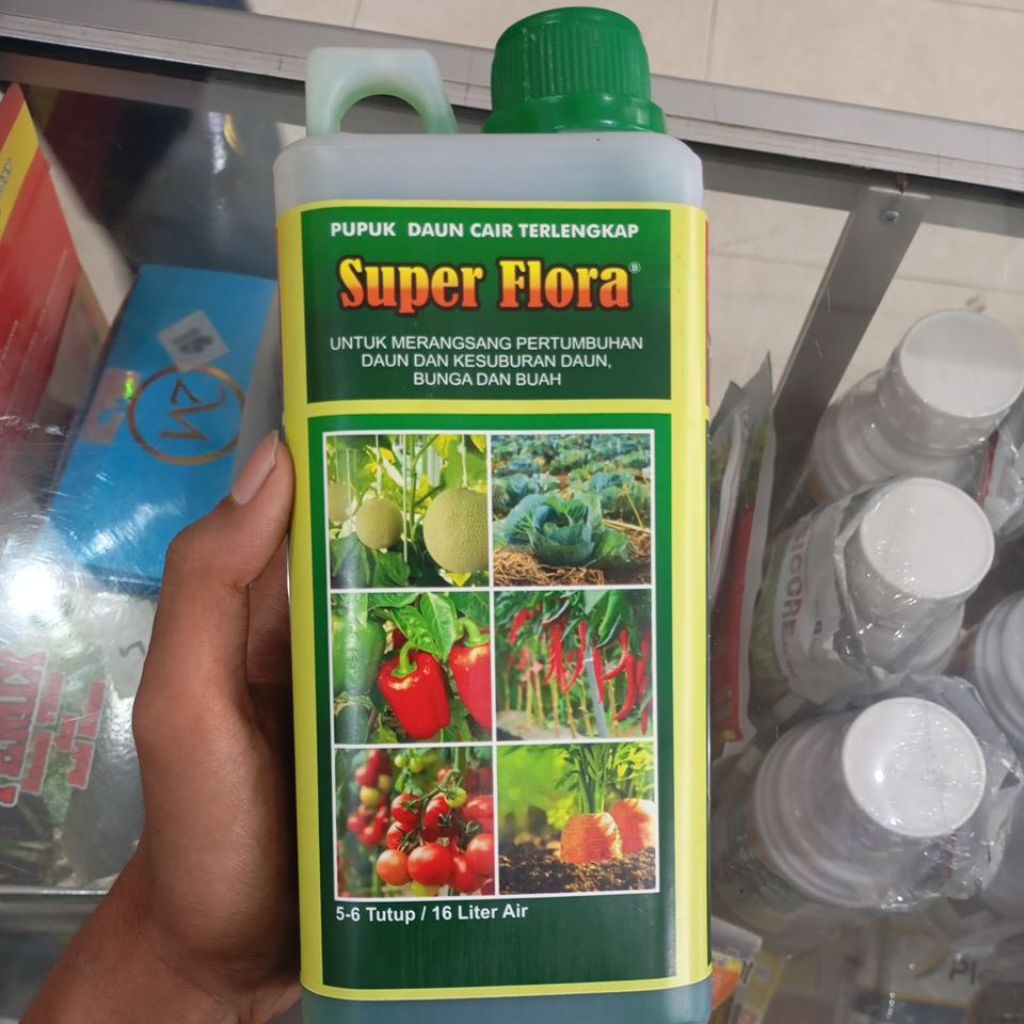 PUPUK DAUN CAIR TERLENGKAP
Super Flora®
UNTUK MERANGSANG PERTUMBUHAN
DAUN DAN KESUBURAN DAUN,
BUNGA DAN BUAH
5-6 Tutup / 16 Liter Air